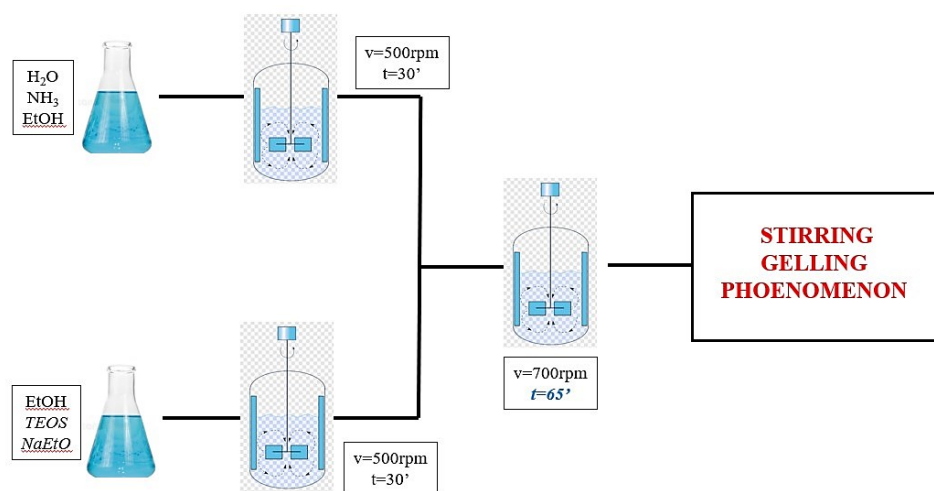 H₂O
NH₃
EtOH
v=500rpm
t=30’
EtOH
TEOS
NaEtO
v=500rpm
t=30’
v=700rpm
t=65’
STIRRING
GELLING
PHOENOMENON